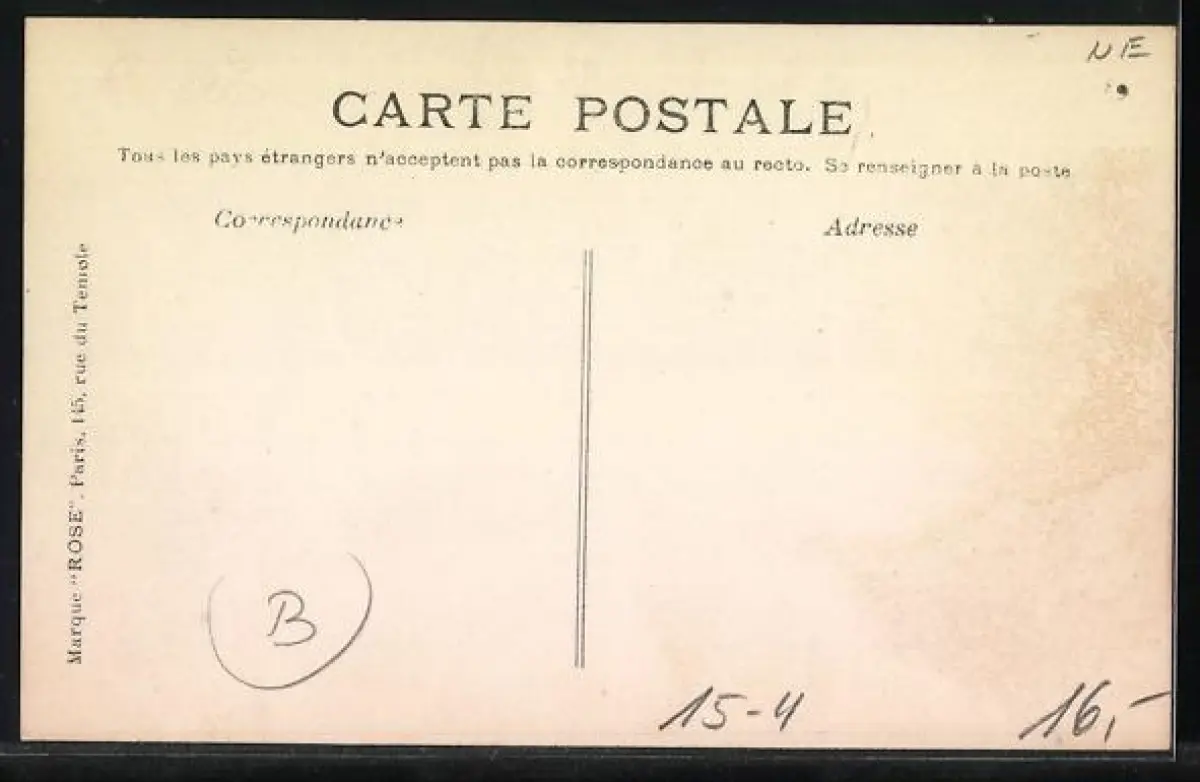 NE
CARTE POSTALE
Tous les pays étrangers n'acceptent pas la correspondance au recto. Se renseigner à la poste
Correspondance
Adresse
Marque "ROSE". Paris, 145, rue du Temple
B
15-4
16,-